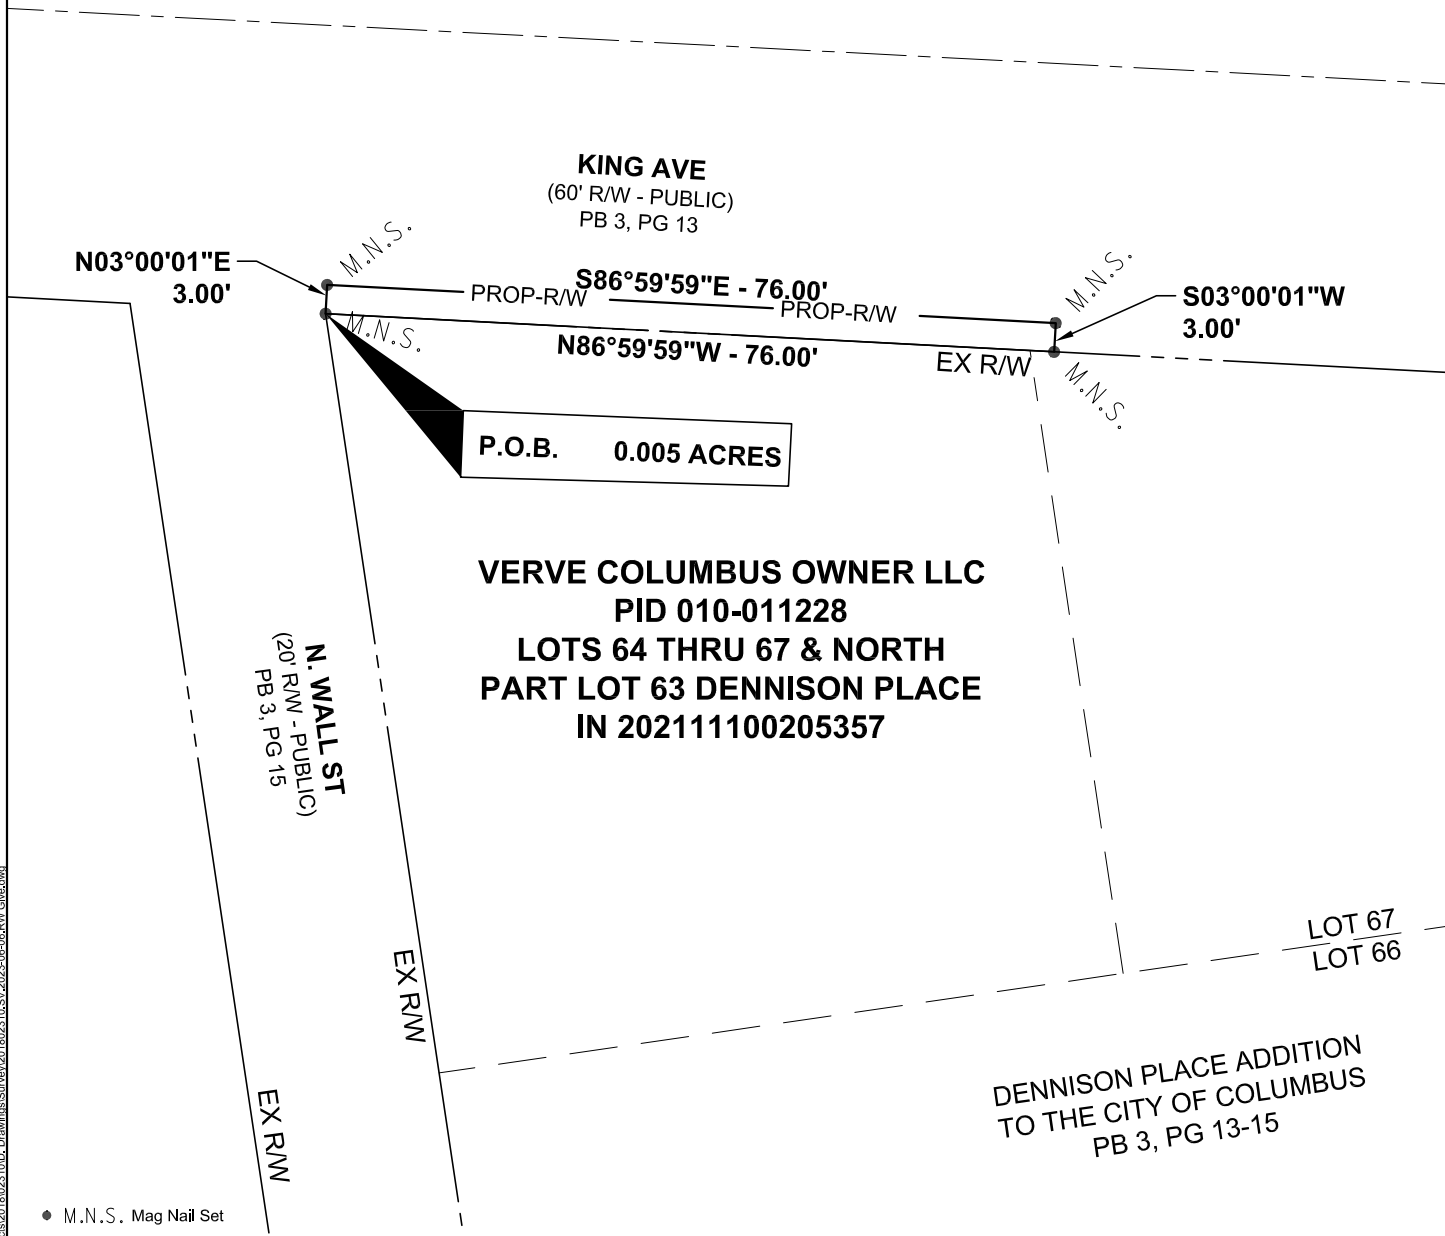 KING AVE
(60' R/W - PUBLIC)
PB 3, PG 13
M.N.S.
N03°00'01"E
3.00'
S86°59'59"E - 76.00'
PROP-R/W
PROP-R/W
M.N.S.
S03°00'01"W
3.00'
M.N.S.
N86°59'59"W - 76.00'
EX R/W
M.N.S.
P.O.B. 0.005 ACRES
VERVE COLUMBUS OWNER LLC
PID 010-011228
LOTS 64 THRU 67 & NORTH
PART LOT 63 DENNISON PLACE
IN 202111100205357
N. WALL ST
(20' R/W - PUBLIC)
PB 3, PG 15
EX R/W
EX R/W
LOT 67
LOT 66
DENNISON PLACE ADDITION
TO THE CITY OF COLUMBUS
PB 3, PG 13-15
M.N.S. Mag Nail Set